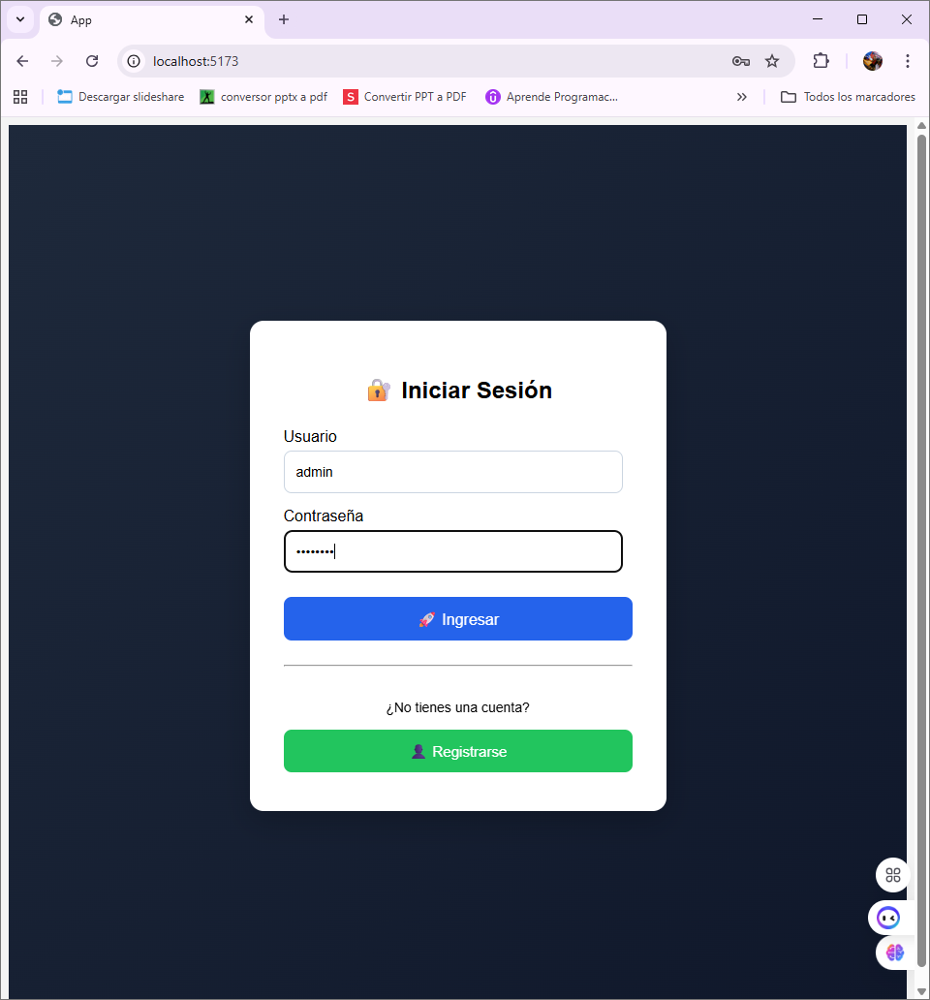 App
localhost:5173
Descargar slideshare
conversor pptx a pdf
Convertir PPT a PDF
Aprende Programac...
Todos los marcadores
Iniciar Sesión
Usuario
admin
Contraseña
••••••••
Ingresar
¿No tienes una cuenta?
Registrarse